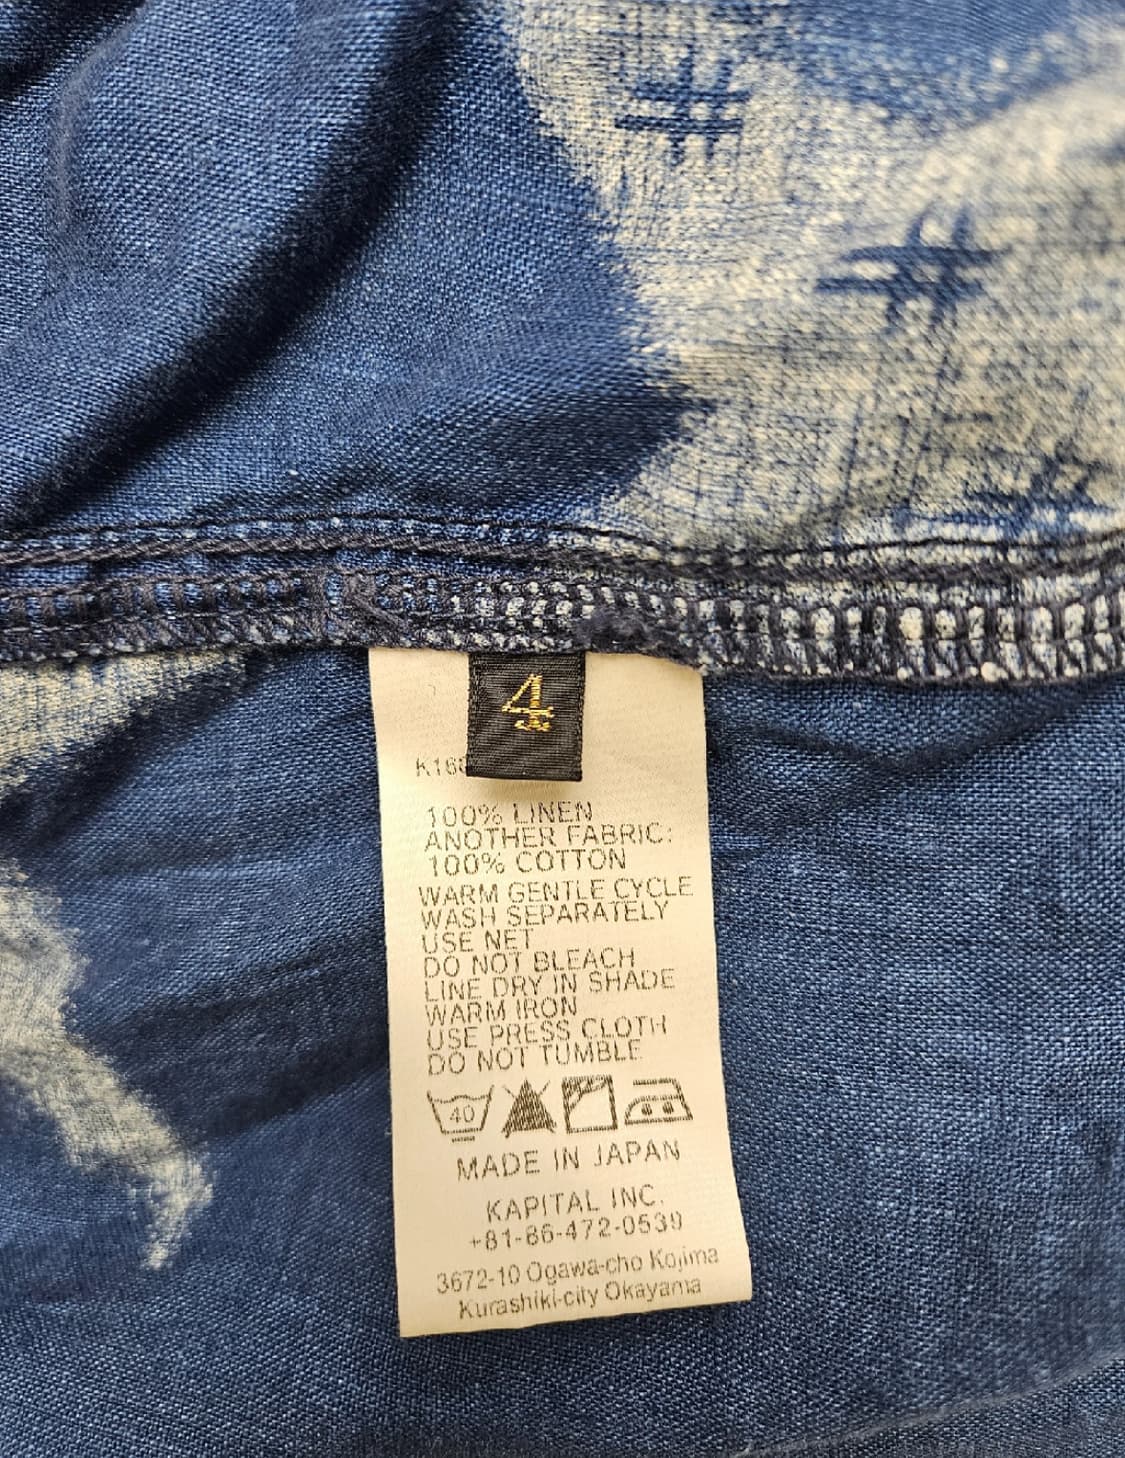 4
K168
100% LINEN
ANOTHER FABRIC:
100% COTTON
WARM GENTLE CYCLE
WASH SEPARATELY
USE NET
DO NOT BLEACH
LINE DRY IN SHADE
WARM IRON
USE PRESS CLOTH
DO NOT TUMBLE
40
MADE IN JAPAN
KAPITAL INC.
+81-86-472-0539
3672-10 Ogawa-cho Kojima
Kurashiki-city Okayama